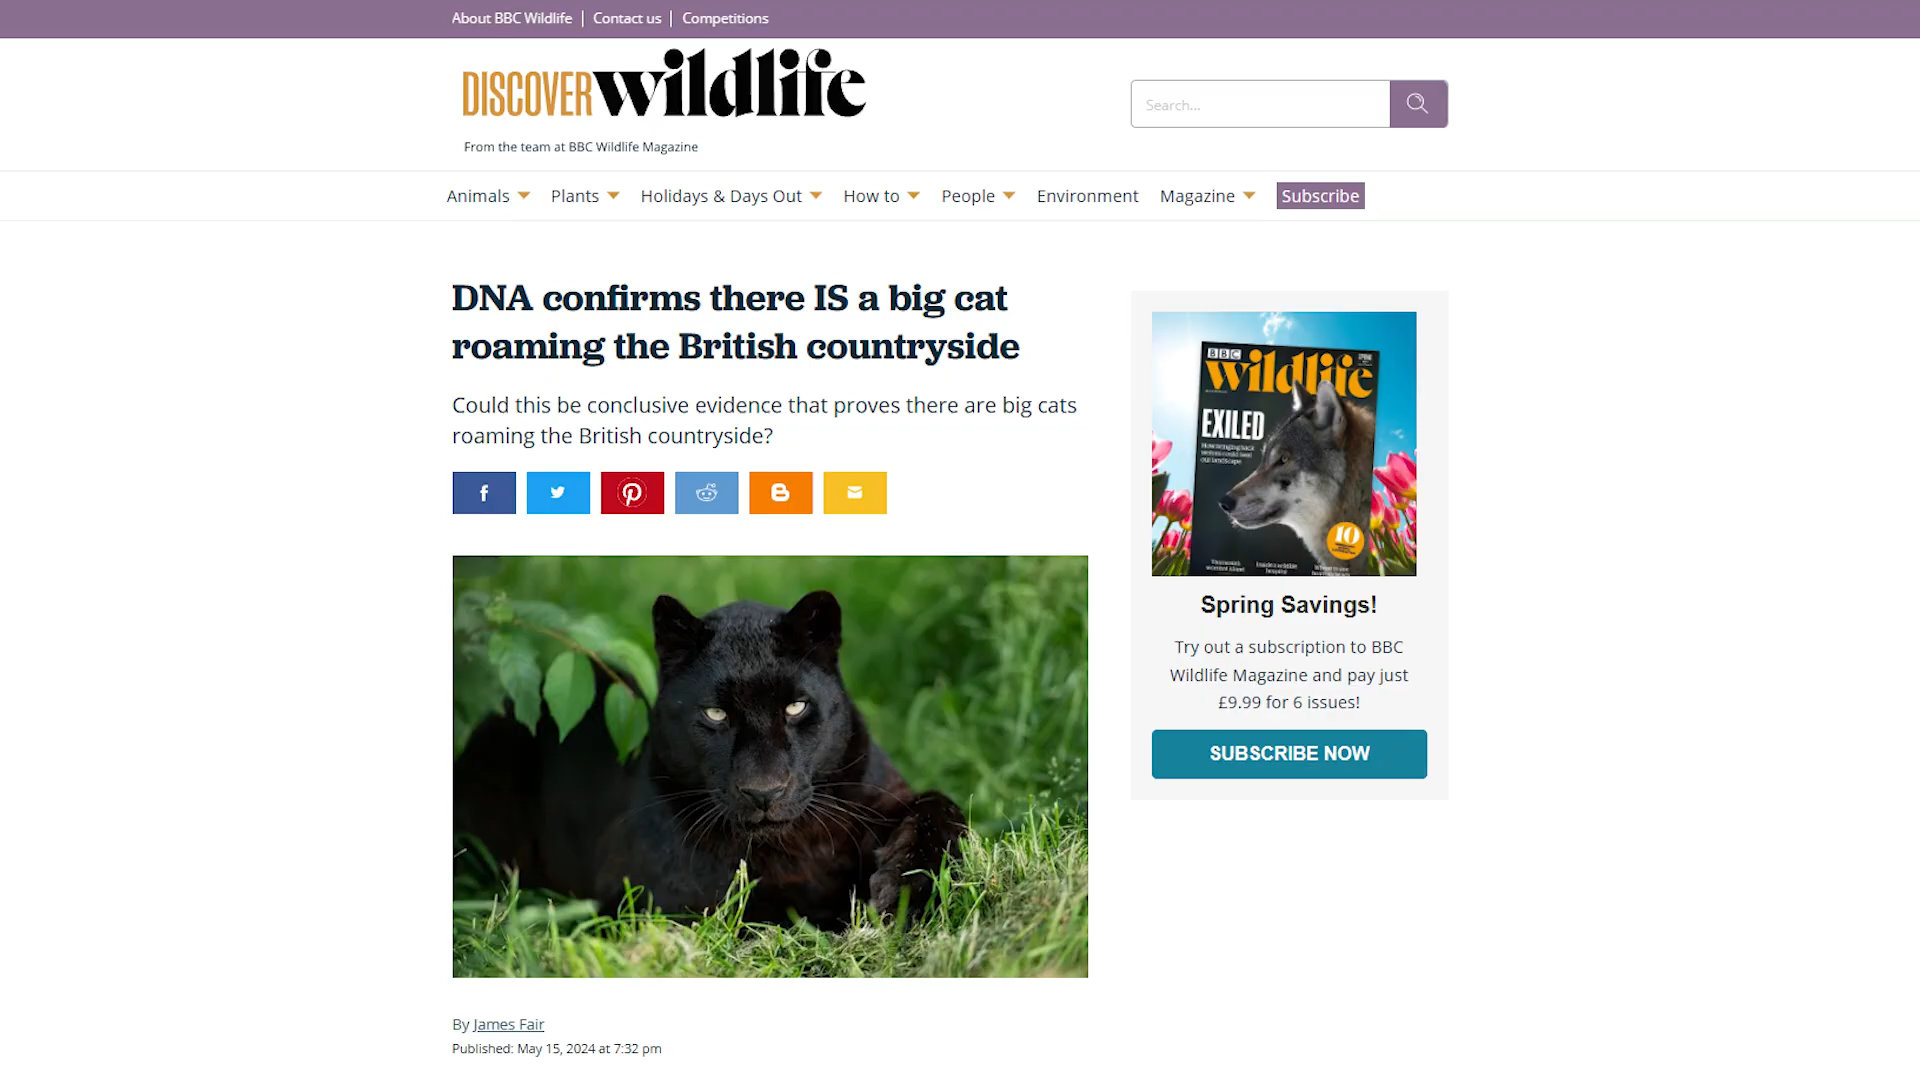 About BBC Wildlife
Contact us
Competitions
DISCOVER wildlife
From the team at BBC Wildlife Magazine
Search...
Animals
Plants
Holidays & Days Out
How to
People
Environment
Magazine
Subscribe
DNA confirms there IS a big cat
roaming the British countryside
Could this be conclusive evidence that proves there are big cats
roaming the British countryside?
By James Fair
Published: May 15, 2024 at 7:32 pm
BBC
wildlife
EXILED
10
Spring Savings!
Try out a subscription to BBC
Wildlife Magazine and pay just
£9.99 for 6 issues!
SUBSCRIBE NOW